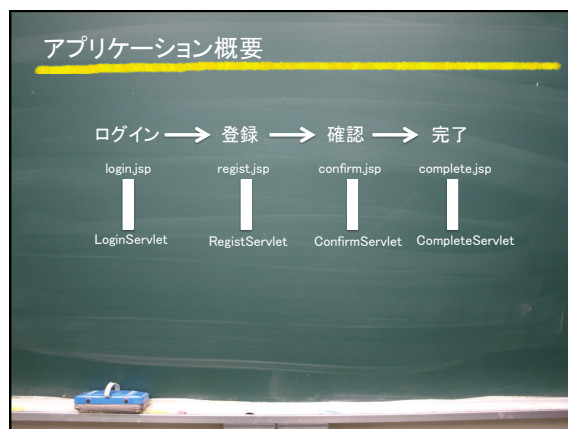 アプリケーション概要
ログイン → 登録 → 確認 → 完了
login.jsp regist.jsp confirm.jsp complete.jsp
LoginServlet RegistServlet ConfirmServlet CompleteServlet